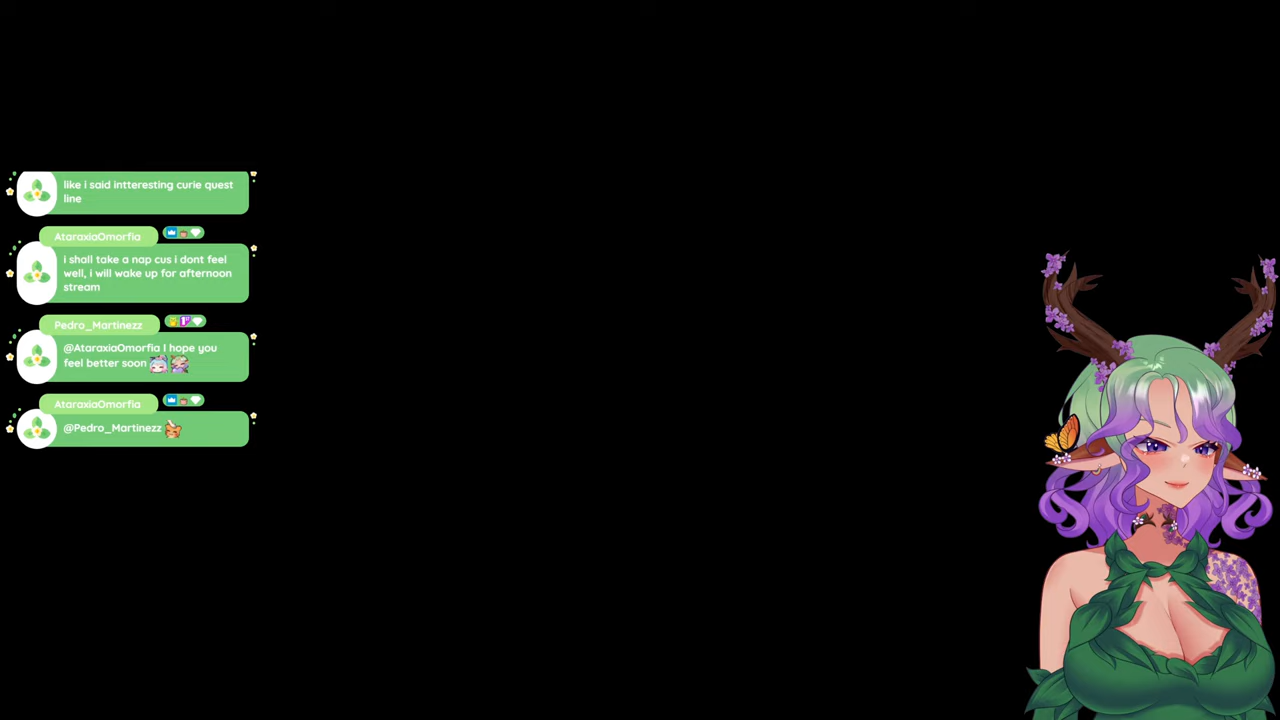 like i said intteresting curie quest
line
AtaraxiaOmorfia
i shall take a nap cus i dont feel
well, i will wake up for afternoon
stream
Pedro_Martinezz
@AtaraxiaOmorfia I hope you
feel better soon
AtaraxiaOmorfia
@Pedro_Martinezz